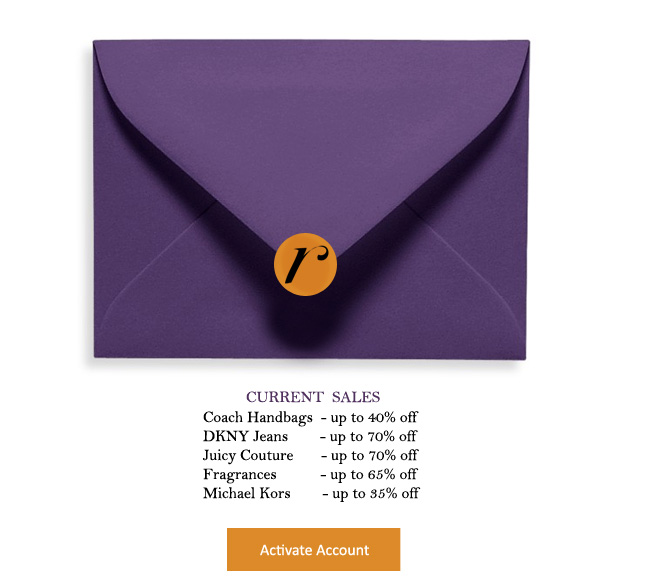 r
CURRENT SALES
Coach Handbags - up to 40% off
DKNY Jeans - up to 70% off
Juicy Couture - up to 70% off
Fragrances - up to 65% off
Michael Kors - up to 35% off
Activate Account